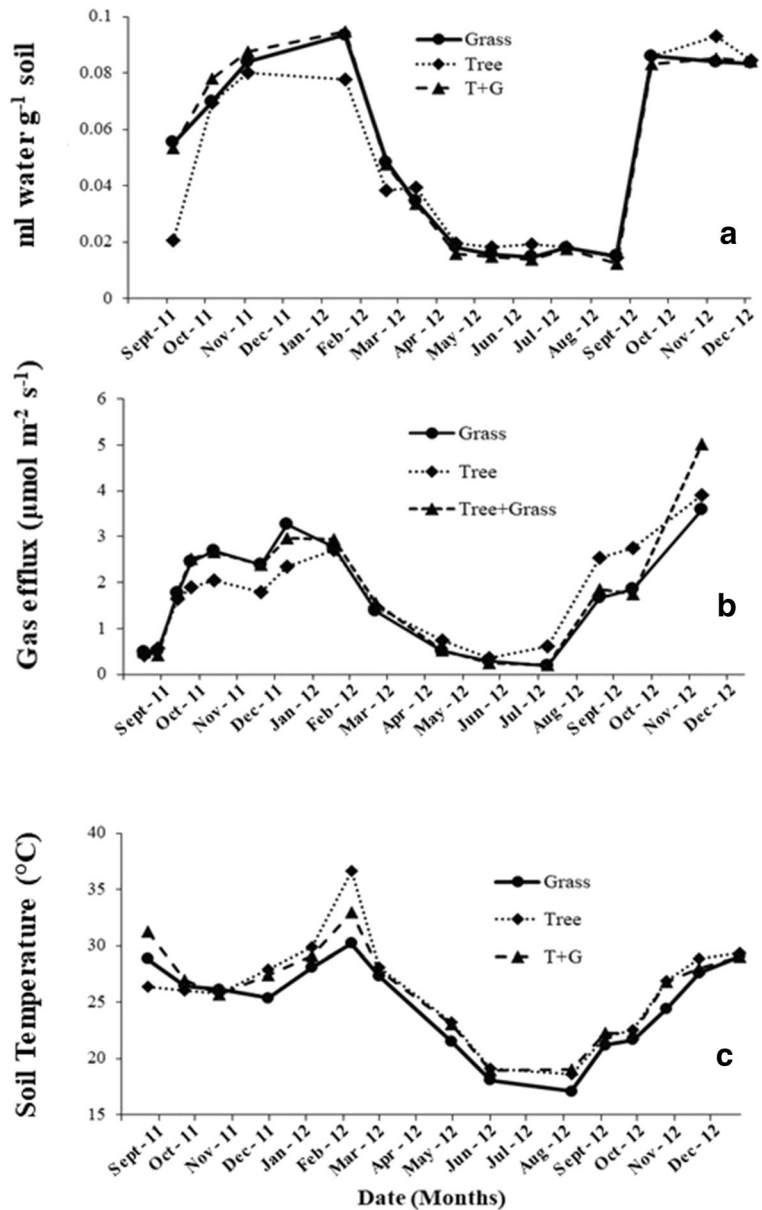 0.1
0.08
0.06
0.04
0.02
0
ml water g⁻¹ soil
Grass
Tree
T+G
a
Sept - 11
Oct - 11
Nov - 11
Dec - 11
Jan - 12
Feb - 12
Mar - 12
Apr - 12
May - 12
Jun - 12
Jul - 12
Aug - 12
Sept - 12
Oct - 12
Nov - 12
Dec - 12
6
5
4
3
2
1
0
Gas efflux (µmol m⁻² s⁻¹)
Grass
Tree
Tree+Grass
b
Sept - 11
Oct - 11
Nov - 11
Dec - 11
Jan - 12
Feb - 12
Mar - 12
Apr - 12
May - 12
Jun - 12
Jul - 12
Aug - 12
Sept - 12
Oct - 12
Nov - 12
Dec - 12
40
35
30
25
20
15
Soil Temperature (°C)
Grass
Tree
T+G
c
Sept - 11
Oct - 11
Nov - 11
Dec - 11
Jan - 12
Feb - 12
Mar - 12
Apr - 12
May - 12
Jun - 12
Jul - 12
Aug - 12
Sept - 12
Oct - 12
Nov - 12
Dec - 12
Date (Months)